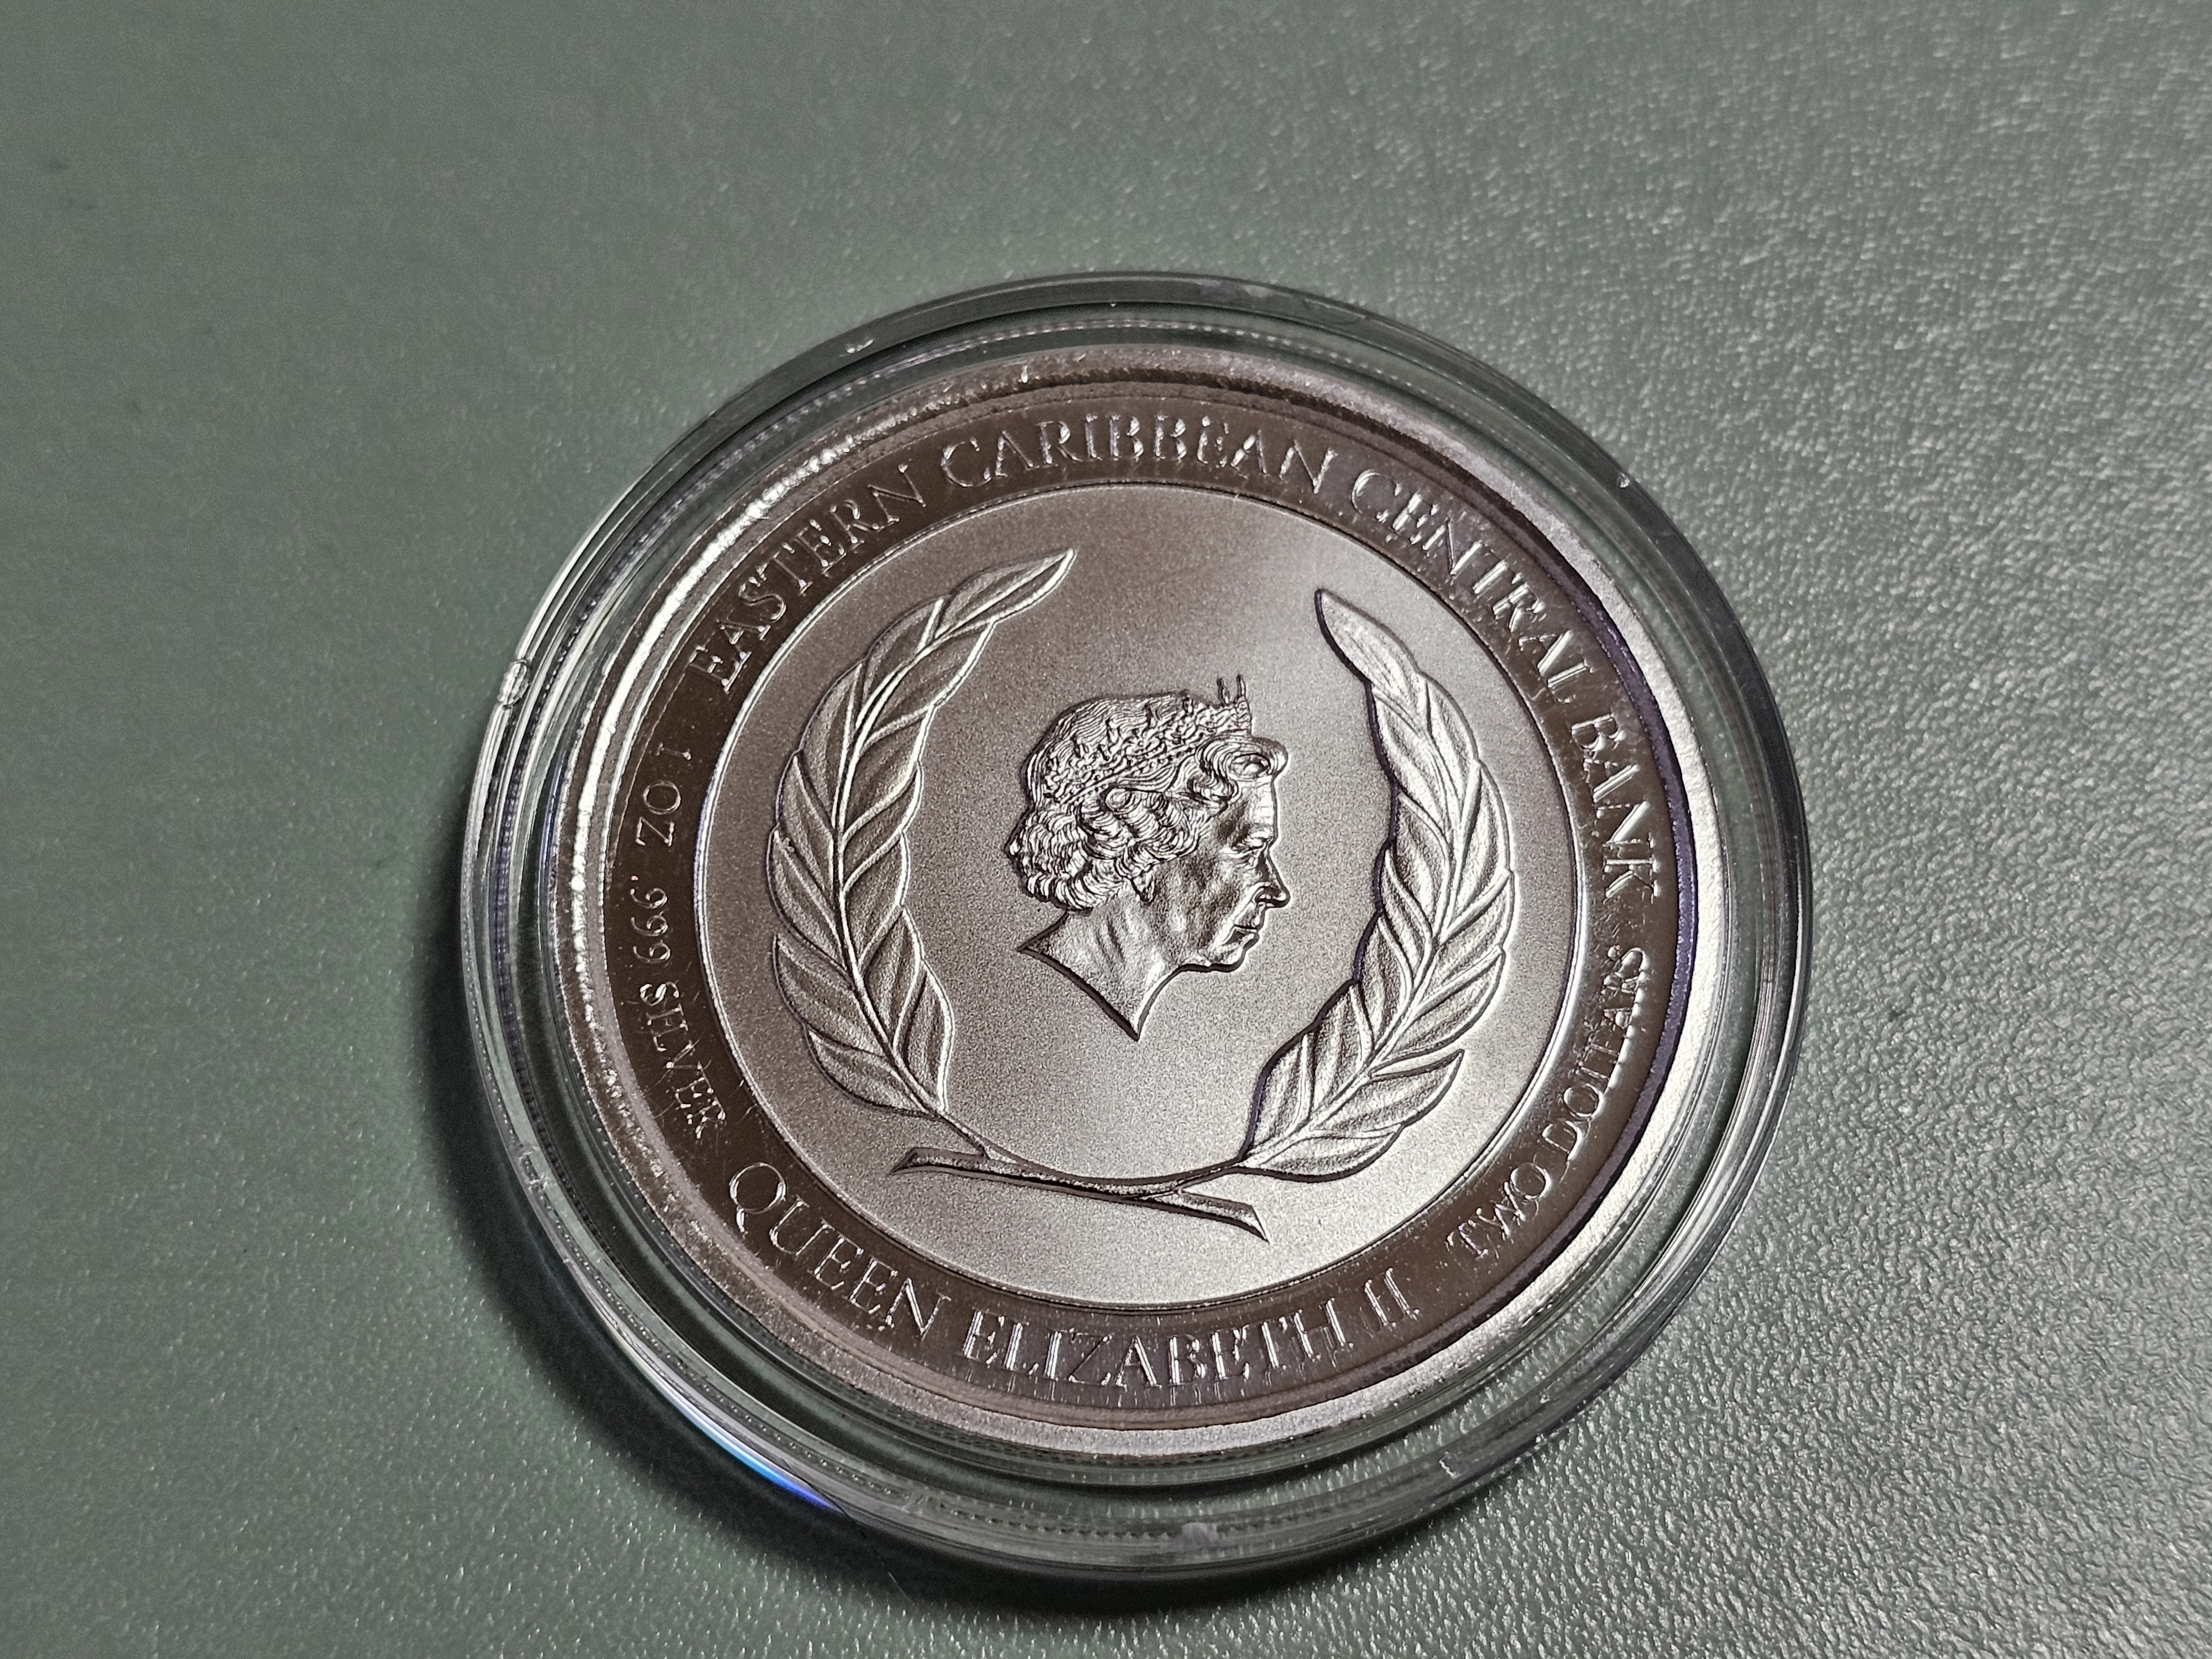 EASTERN CARIBBEAN CENTRAL BANK
TWO DOLLARS
QUEEN ELIZABETH II
1 OZ .999 SILVER